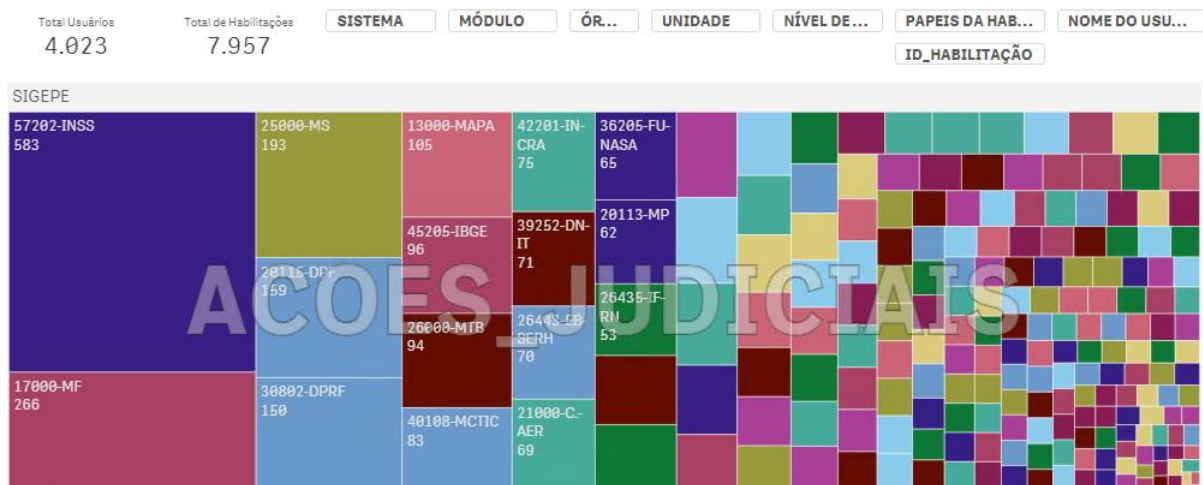 Total Usuários
4.023
Total de Habilitações
7.957
SISTEMA
MÓDULO
ÓR...
UNIDADE
NÍVEL DE...
PAPEIS DA HAB...
NOME DO USU...
ID_HABILITAÇÃO
SIGEPE
57202-INSS
583
17000-MF
266
25000-MS
193
20115-DPF
159
30802-DPRF
150
13000-MAPA
105
45205-IBGE
96
26000-MTB
94
40108-MCTIC
83
42201-IN-
CRA
75
39252-DN-
IT
71
26443-EB-
SERH
70
21000-C.-
AER
69
36205-FU-
NASA
65
20113-MP
62
26435-IF-
RN
53
ACOES_JUDICIAIS